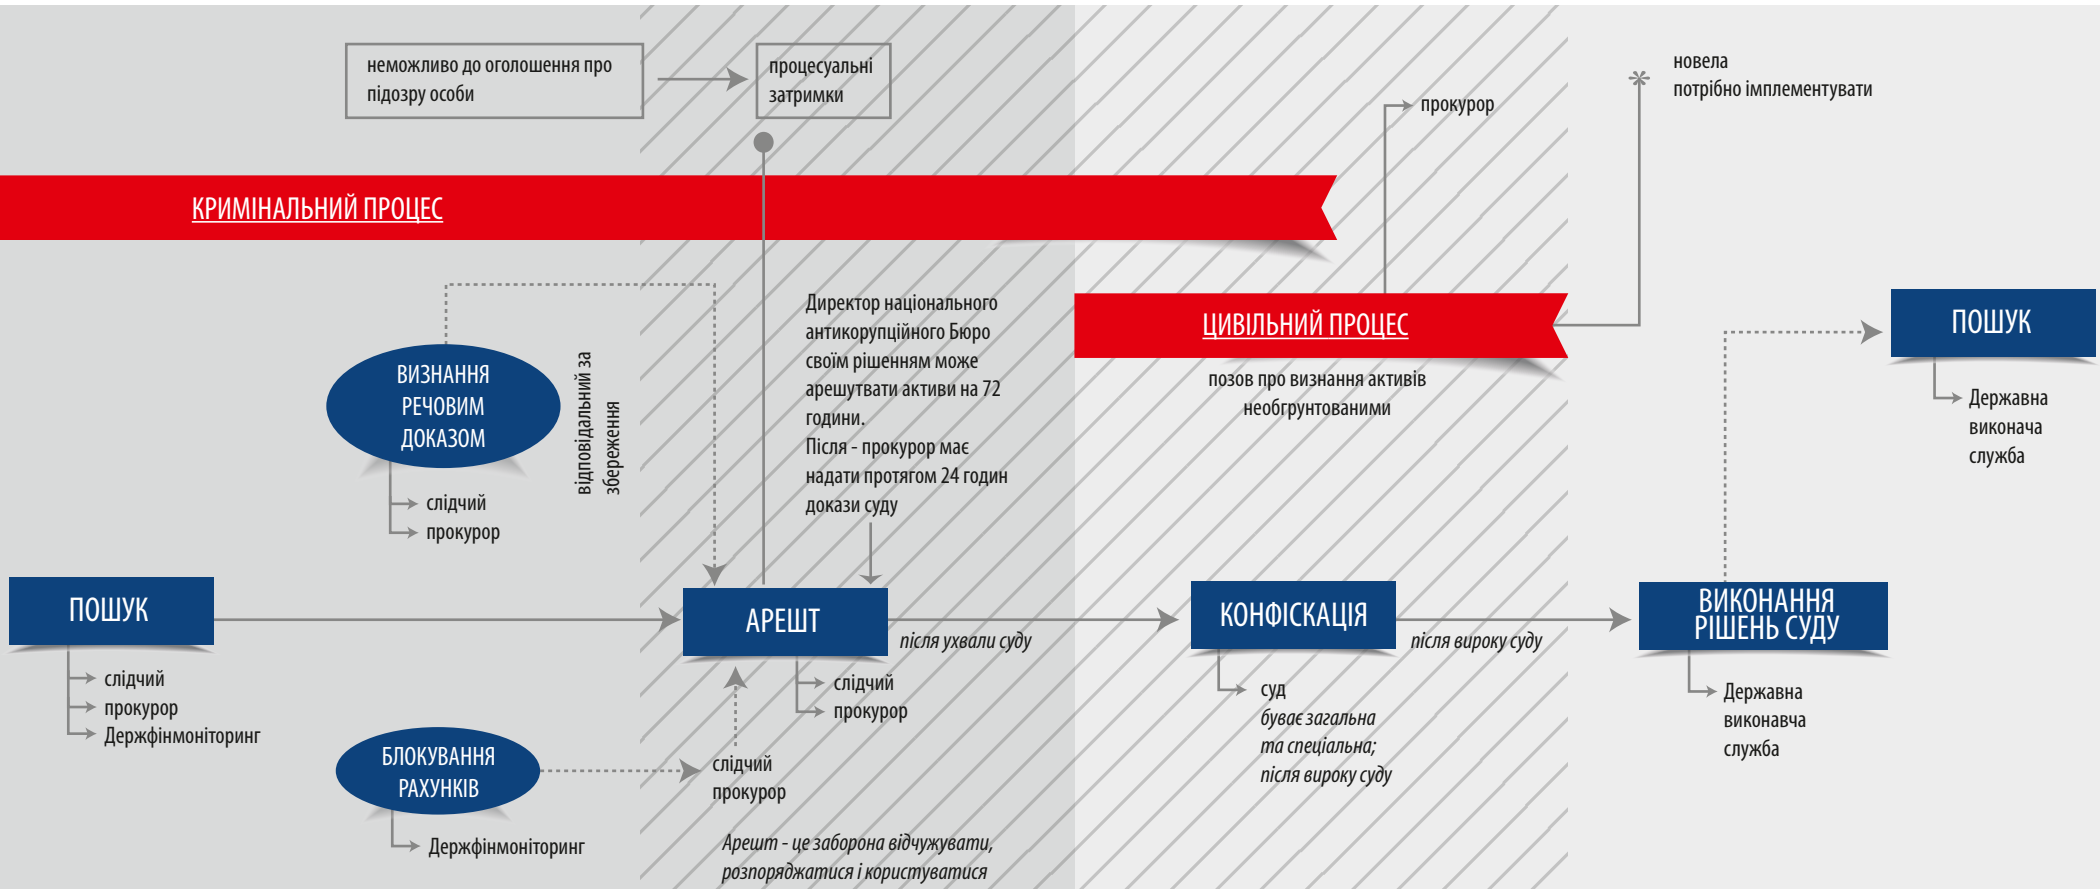 неможливо до оголошення про
підозру особи
процесуальні
затримки
прокурор
новела
потрібно імплементувати
КРИМІНАЛЬНИЙ ПРОЦЕС
ЦИВІЛЬНИЙ ПРОЦЕС
позов про визнання активів
необгрунтованими
ВИЗНАННЯ
РЕЧОВИМ
ДОКАЗОМ
слідчий
прокурор
відповідальний за
збереження
Директор національного
антикорупційного Бюро
своїм рішенням може
арешутвати активи на 72
години.
Після - прокурор має
надати протягом 24 годин
докази суду
ПОШУК
Державна
виконача
служба
ПОШУК
слідчий
прокурор
Держфінмоніторинг
АРЕШТ
після ухвали суду
слідчий
прокурор
КОНФІСКАЦІЯ
після вироку суду
суд
буває загальна
та спеціальна;
після вироку суду
ВИКОНАННЯ
РІШЕНЬ СУДУ
Державна
виконавча
служба
БЛОКУВАННЯ
РАХУНКІВ
Держфінмоніторинг
слідчий
прокурор
Арешт - це заборона відчужувати,
розпоряджатися і користуватися